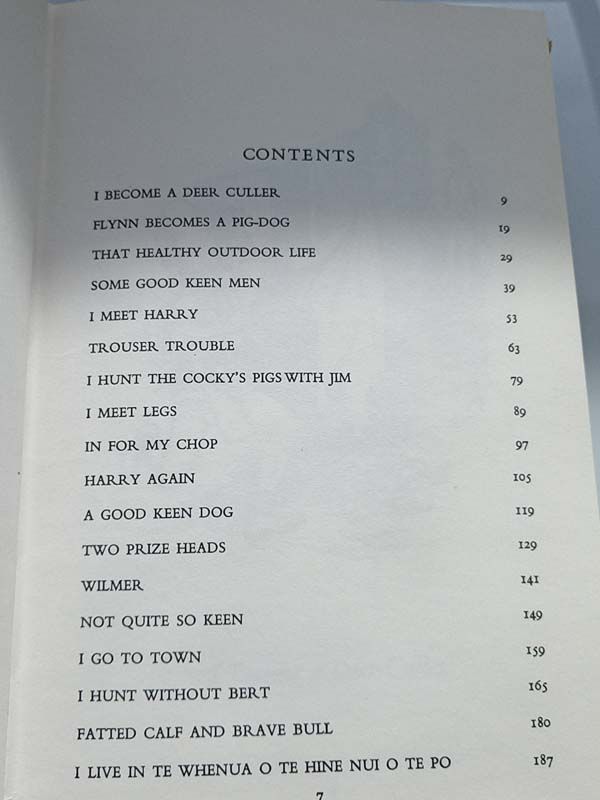 CONTENTS
I BECOME A DEER CULLER 9
FLYNN BECOMES A PIG-DOG 19
THAT HEALTHY OUTDOOR LIFE 29
SOME GOOD KEEN MEN 39
I MEET HARRY 53
TROUSER TROUBLE 63
I HUNT THE COCKY'S PIGS WITH JIM 79
I MEET LEGS 89
IN FOR MY CHOP 97
HARRY AGAIN 105
A GOOD KEEN DOG 119
TWO PRIZE HEADS 129
WILMER 141
NOT QUITE SO KEEN 149
I GO TO TOWN 159
I HUNT WITHOUT BERT 165
FATTED CALF AND BRAVE BULL 180
I LIVE IN TE WHENUA O TE HINE NUI O TE PO 187
7